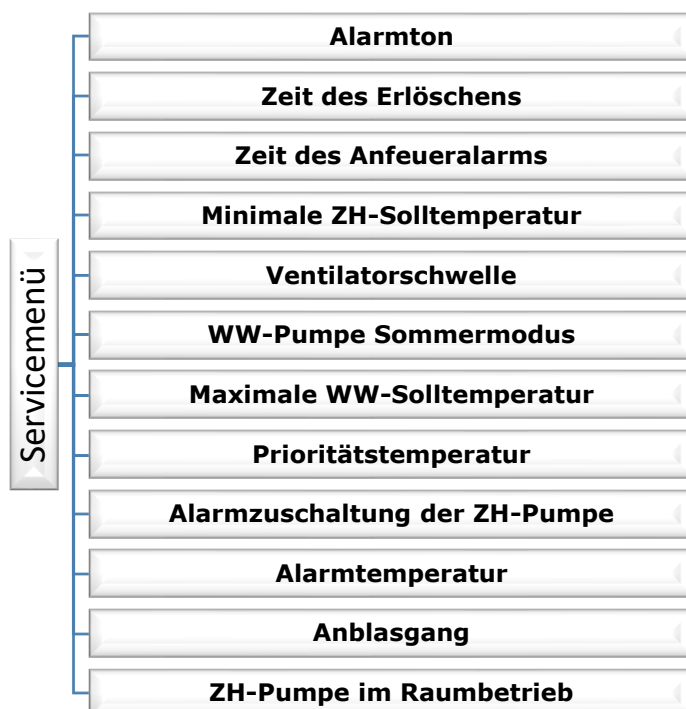 Servicemenü
Alarmton
Zeit des Erlöschens
Zeit des Anfeueralarms
Minimale ZH-Solltemperatur
Ventilatorschwelle
WW-Pumpe Sommermodus
Maximale WW-Solltemperatur
Prioritätstemperatur
Alarmzuschaltung der ZH-Pumpe
Alarmtemperatur
Anblasgang
ZH-Pumpe im Raumbetrieb